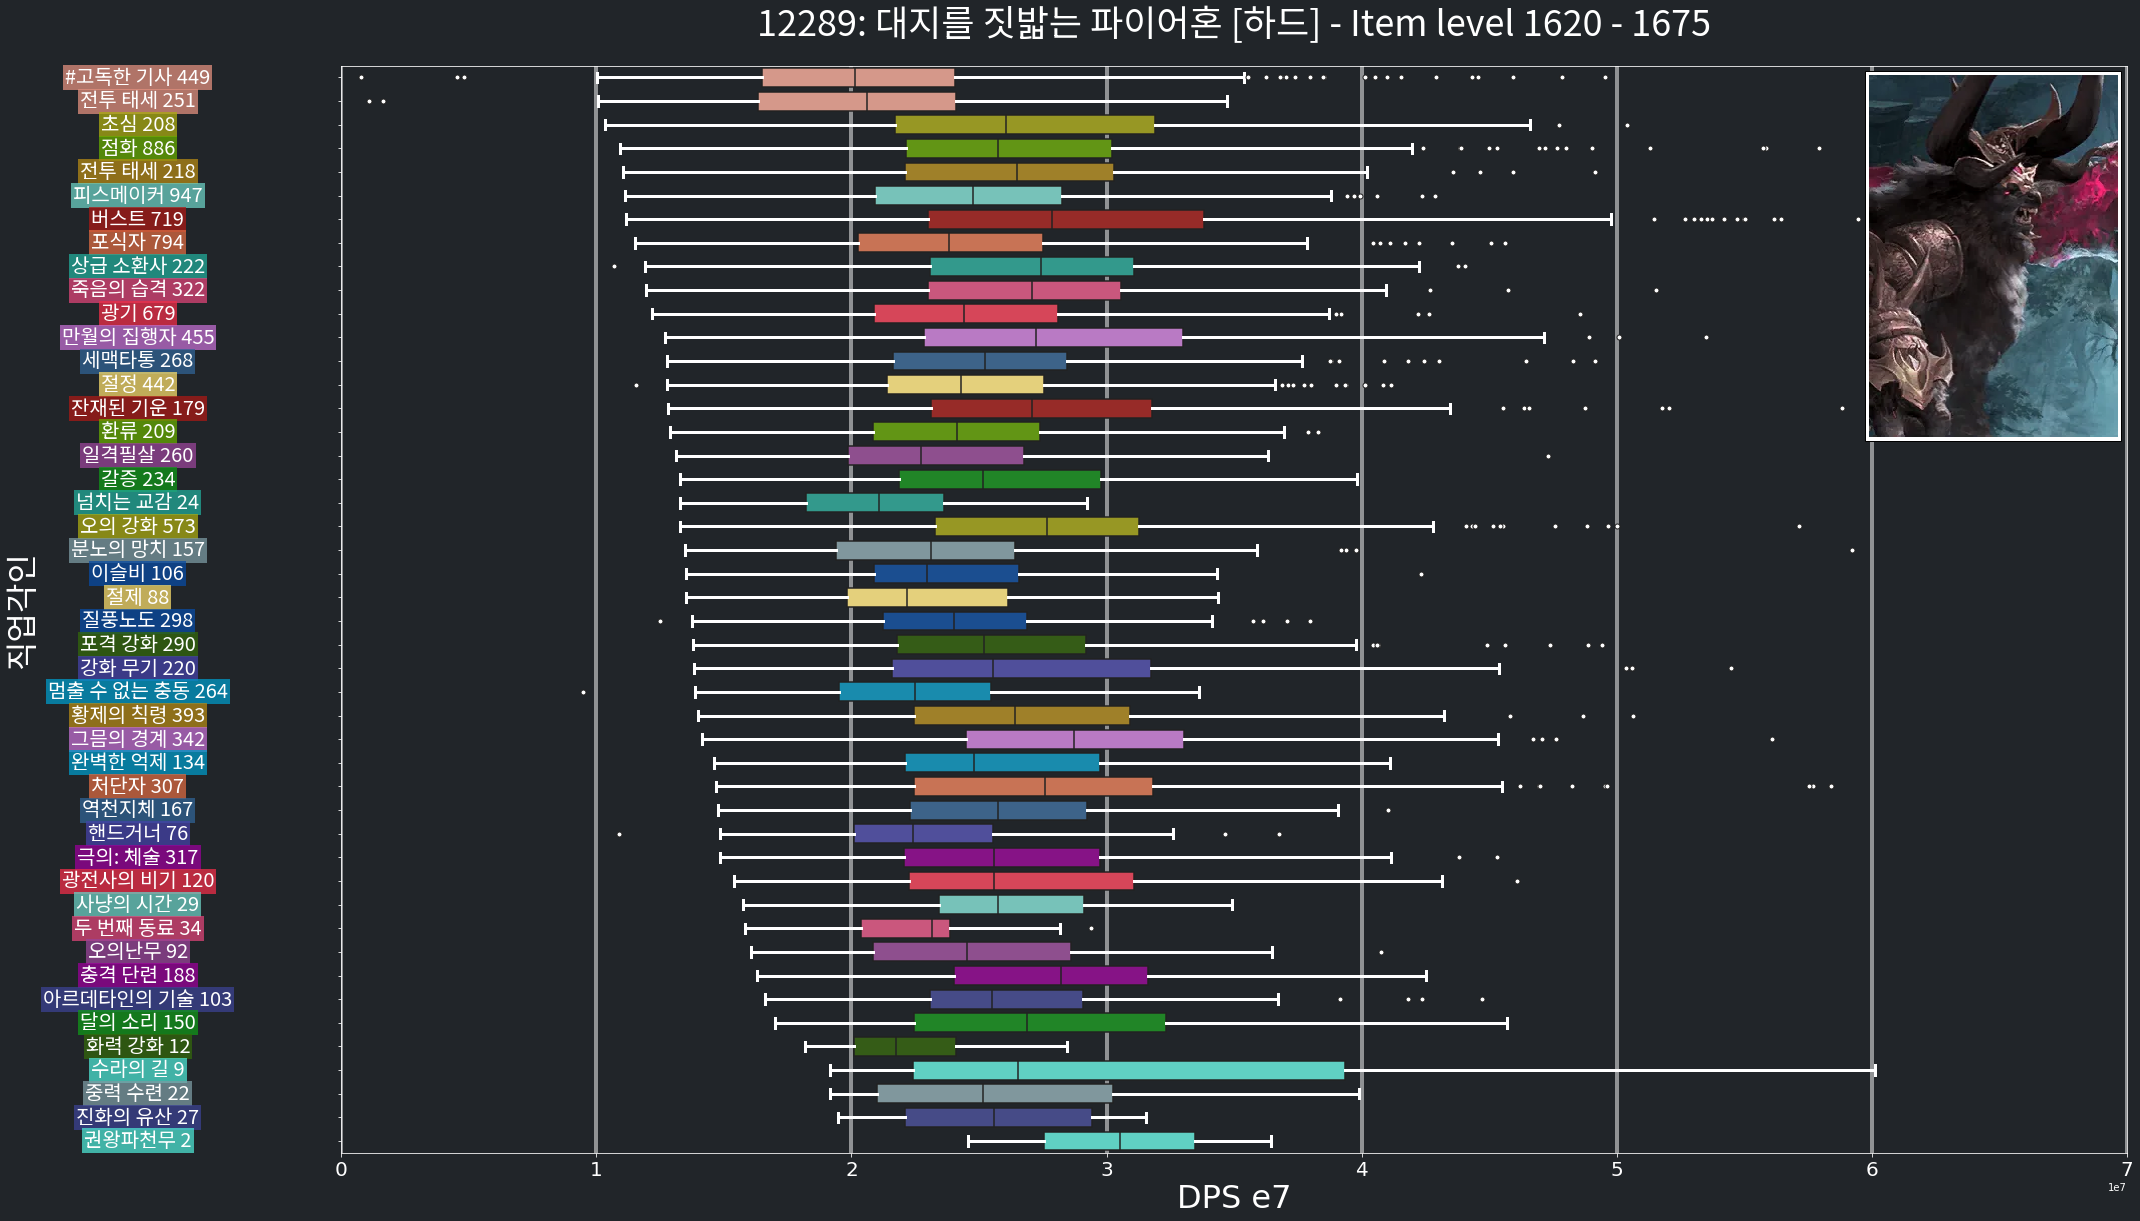 12289: 대지를 짓밟는 파이어혼 [하드] - Item level 1620 - 1675
#고독한 기사 449
전투 태세 251
초심 208
점화 886
전투 태세 218
피스메이커 947
버스트 719
포식자 794
상급 소환사 222
죽음의 습격 322
광기 679
만월의 집행자 455
세맥타통 268
절정 442
잔재된 기운 179
환류 209
일격필살 260
갈증 234
넘치는 교감 24
오의 강화 573
분노의 망치 157
이슬비 106
절제 88
질풍노도 298
포격 강화 290
강화 무기 220
멈출 수 없는 충동 264
황제의 칙령 393
그믐의 경계 342
완벽한 억제 134
처단자 307
역천지체 167
핸드거너 76
극의: 체술 317
광전사의 비기 120
사냥의 시간 29
두 번째 동료 34
오의난무 92
충격 단련 188
아르데타인의 기술 103
달의 소리 150
화력 강화 12
수라의 길 9
중력 수련 22
진화의 유산 27
권왕파천무 2
직업각인
0 1 2 3 4 5 6 7
DPS e7
1e7